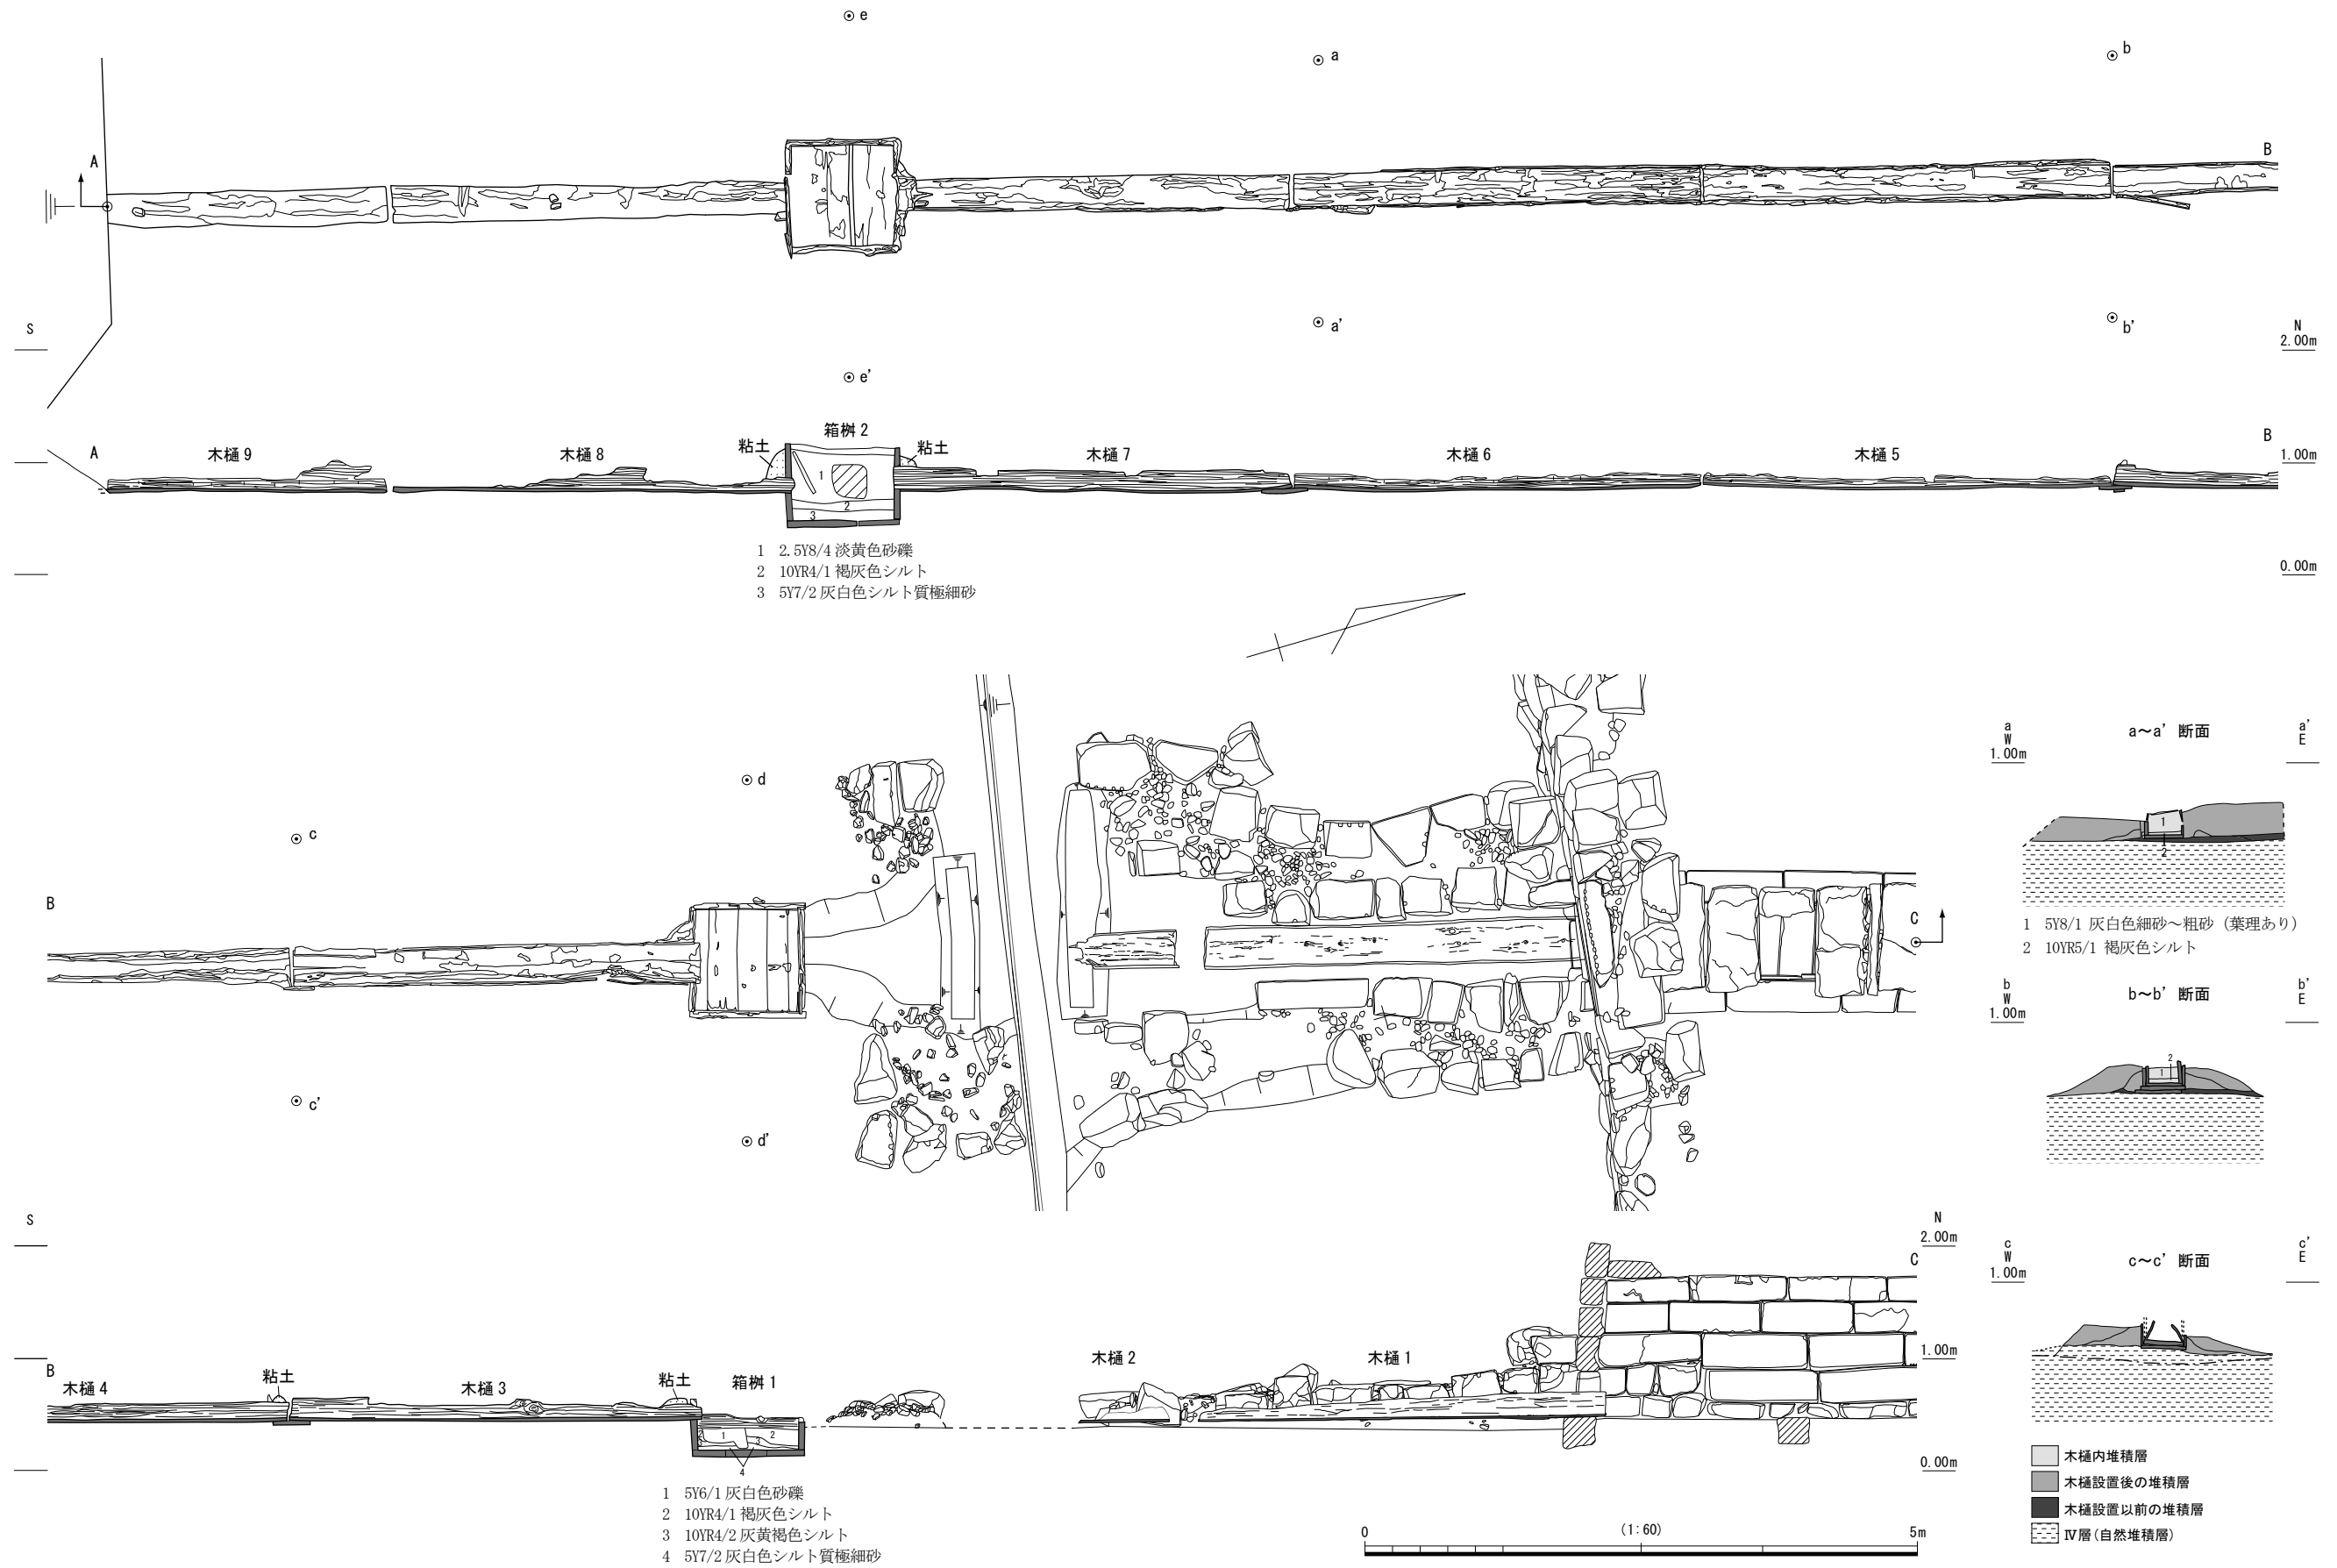 e
a
b
A
B
S
a’
b’
N
2.00m
e’
箱桝 2
粘土
粘土
A
木樋 9
木樋 8
木樋 7
木樋 6
木樋 5
B
1.00m
1
2
3
0.00m
1 2.5Y8/4 淡黄色砂礫
2 10YR4/1 褐灰色シルト
3 5Y7/2 灰白色シルト質極細砂
d
c
B
C
c’
d’
a
W
1.00m
a～a’ 断面
a’
E
1
2
1 5Y8/1 灰白色細砂～粗砂（葉理あり）
2 10YR5/1 褐灰色シルト
b
W
1.00m
b～b’ 断面
b’
E
2
1
S
N
2.00m
C
B
木樋 4
粘土
木樋 3
粘土
箱桝 1
木樋 2
木樋 1
1.00m
1
2
3
4
0.00m
1 5Y6/1 灰白色砂礫
2 10YR4/1 褐灰色シルト
3 10YR4/2 灰黄褐色シルト
4 5Y7/2 灰白色シルト質極細砂
0
(1:60)
5m
c
W
1.00m
c～c’ 断面
c’
E
木樋内堆積層
木樋設置後の堆積層
木樋設置以前の堆積層
Ⅳ層(自然堆積層)